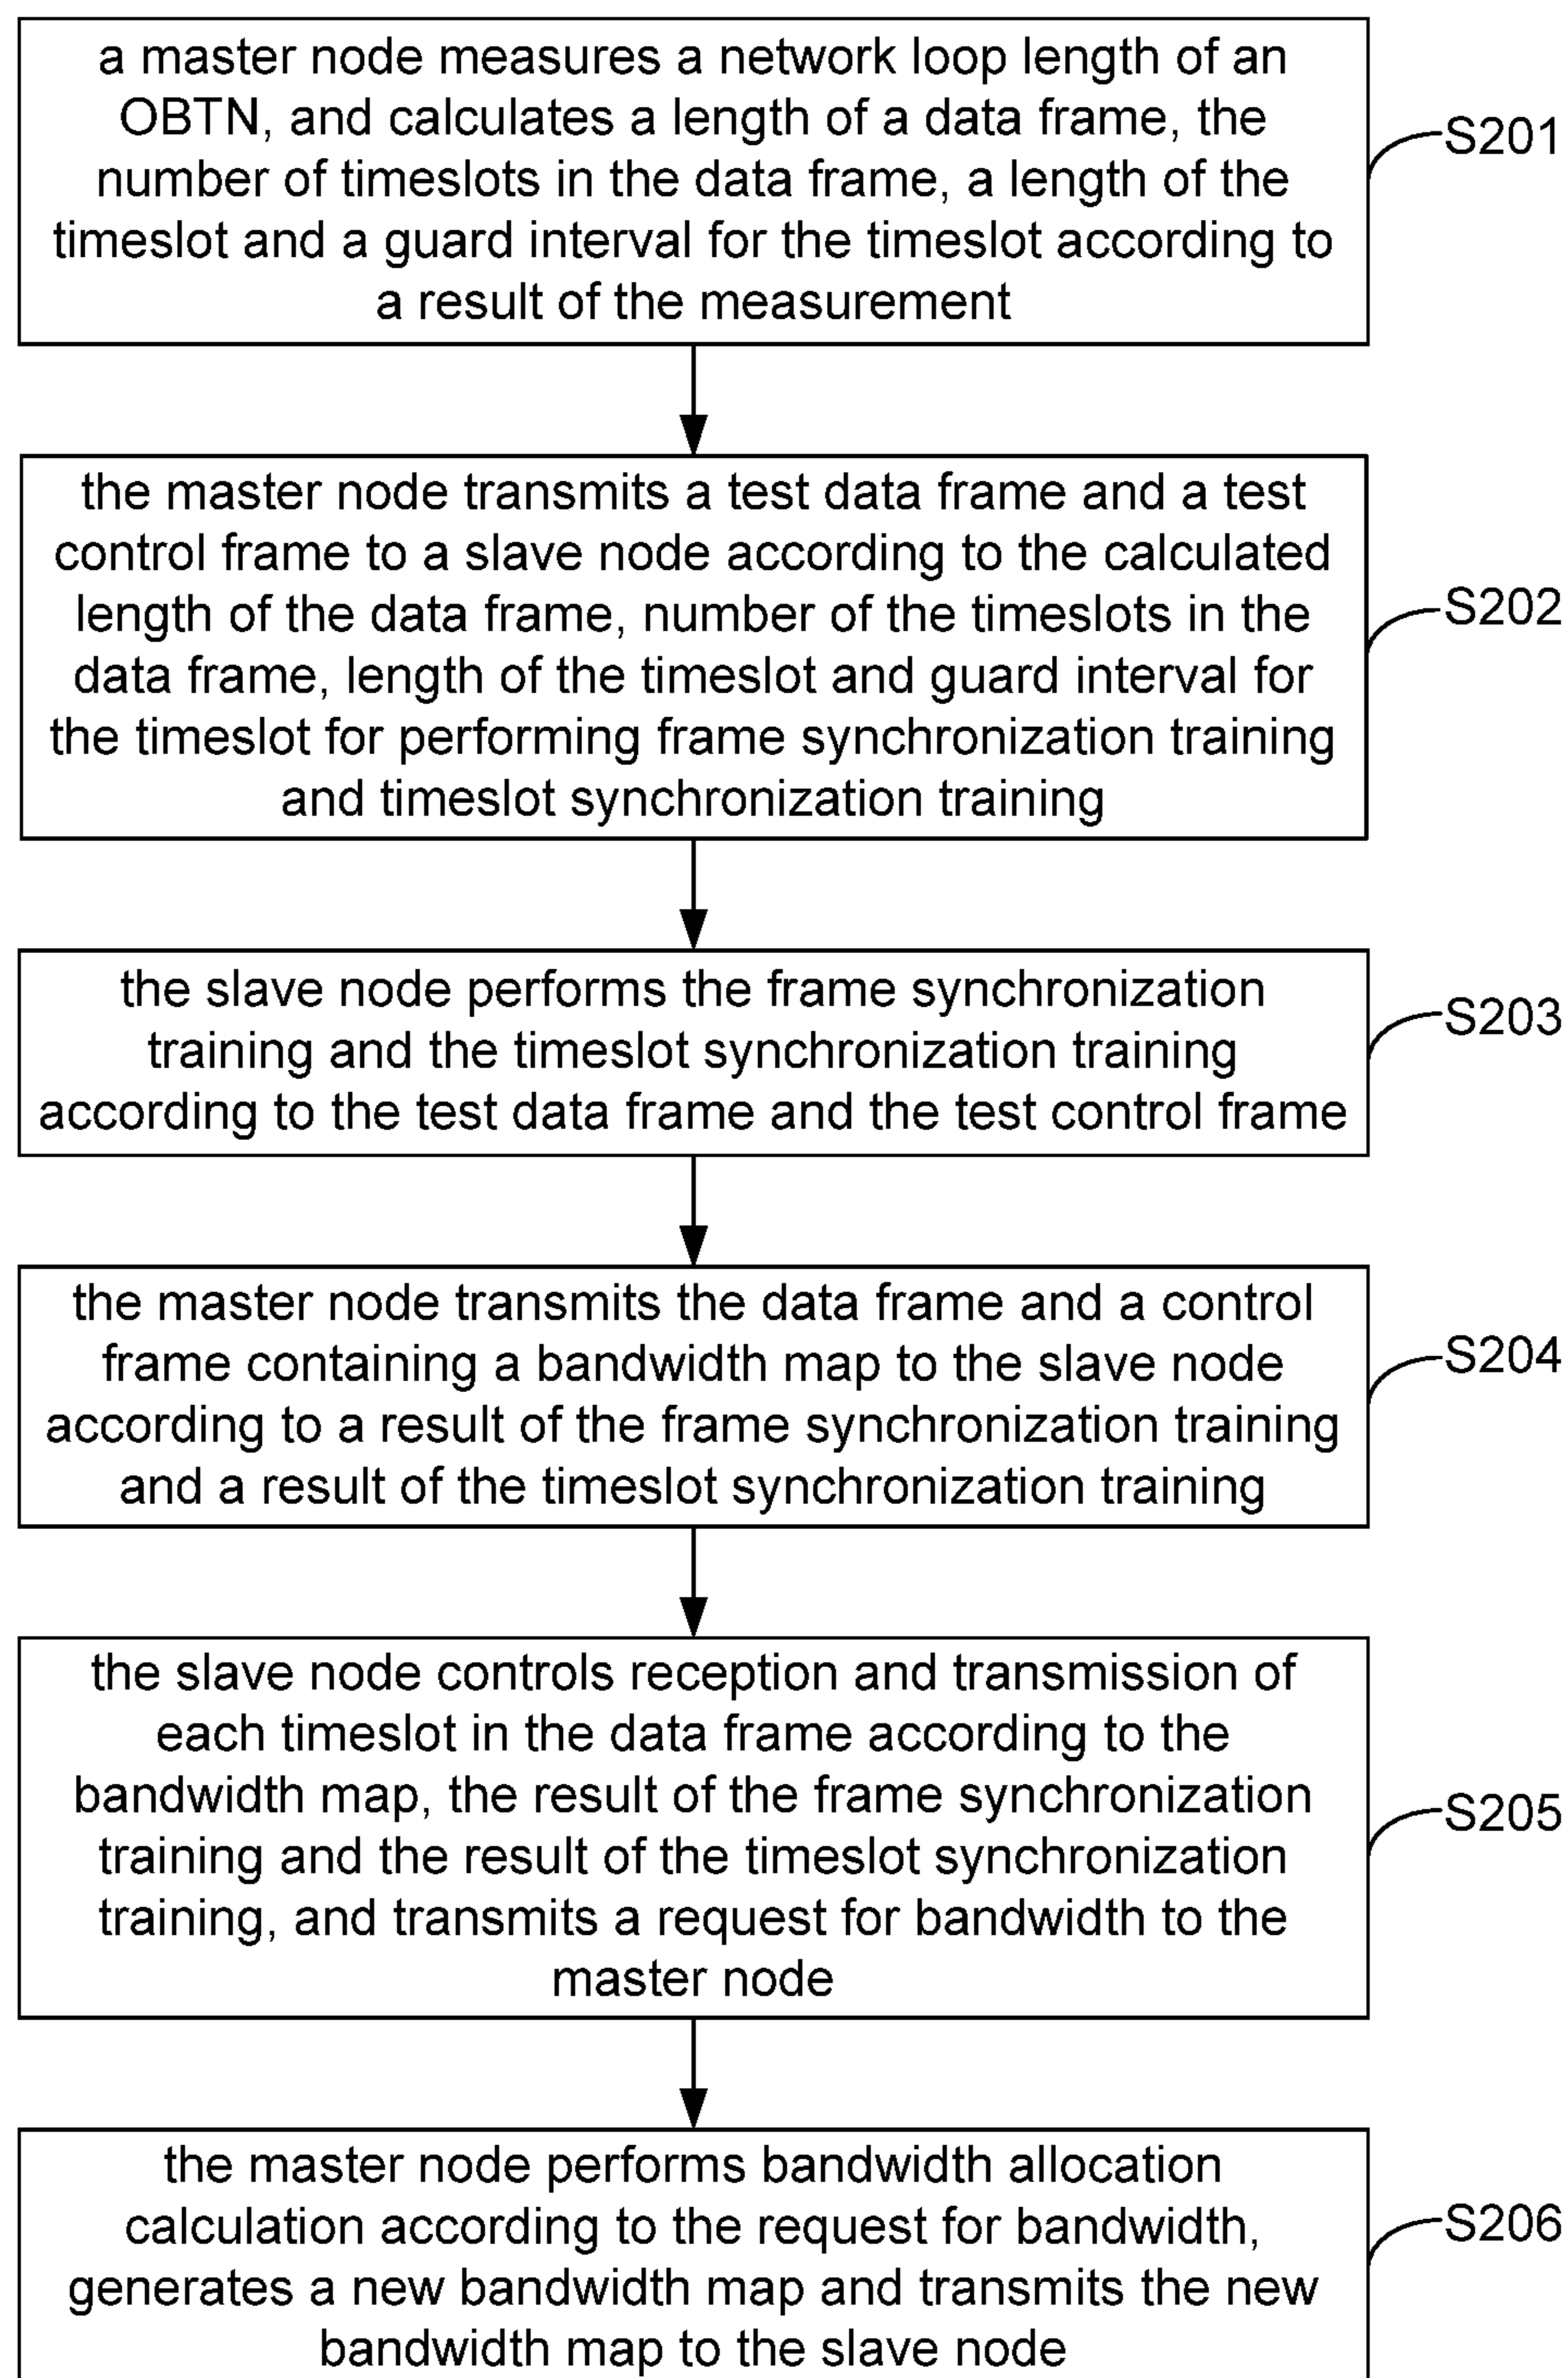 a master node measures a network loop length of an
OBTN, and calculates a length of a data frame, the
number of timeslots in the data frame, a length of the
timeslot and a guard interval for the timeslot according to
a result of the measurement
S201
the master node transmits a test data frame and a test
control frame to a slave node according to the calculated
length of the data frame, number of the timeslots in the
data frame, length of the timeslot and guard interval for
the timeslot for performing frame synchronization training
and timeslot synchronization training
S202
the slave node performs the frame synchronization
training and the timeslot synchronization training
according to the test data frame and the test control frame
S203
the master node transmits the data frame and a control
frame containing a bandwidth map to the slave node
according to a result of the frame synchronization training
and a result of the timeslot synchronization training
S204
the slave node controls reception and transmission of
each timeslot in the data frame according to the
bandwidth map, the result of the frame synchronization
training and the result of the timeslot synchronization
training, and transmits a request for bandwidth to the
master node
S205
the master node performs bandwidth allocation
calculation according to the request for bandwidth,
generates a new bandwidth map and transmits the new
bandwidth map to the slave node
S206